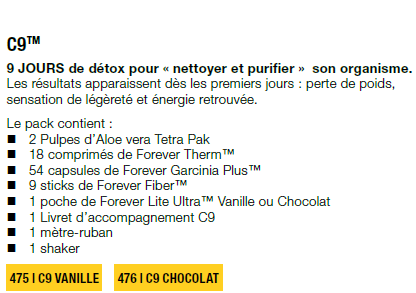 C9™
9 JOURS de détox pour « nettoyer et purifier » son organisme.
Les résultats apparaissent dès les premiers jours : perte de poids,
sensation de légèreté et énergie retrouvée.
Le pack contient :
■ 2 Pulpes d'Aloe vera Tetra Pak
■ 18 comprimés de Forever Therm™
■ 54 capsules de Forever Garcinia Plus™
■ 9 sticks de Forever Fiber™
■ 1 poche de Forever Lite Ultra™ Vanille ou Chocolat
■ 1 Livret d'accompagnement C9
■ 1 mètre-ruban
■ 1 shaker
475 I C9 VANILLE 476 I C9 CHOCOLAT